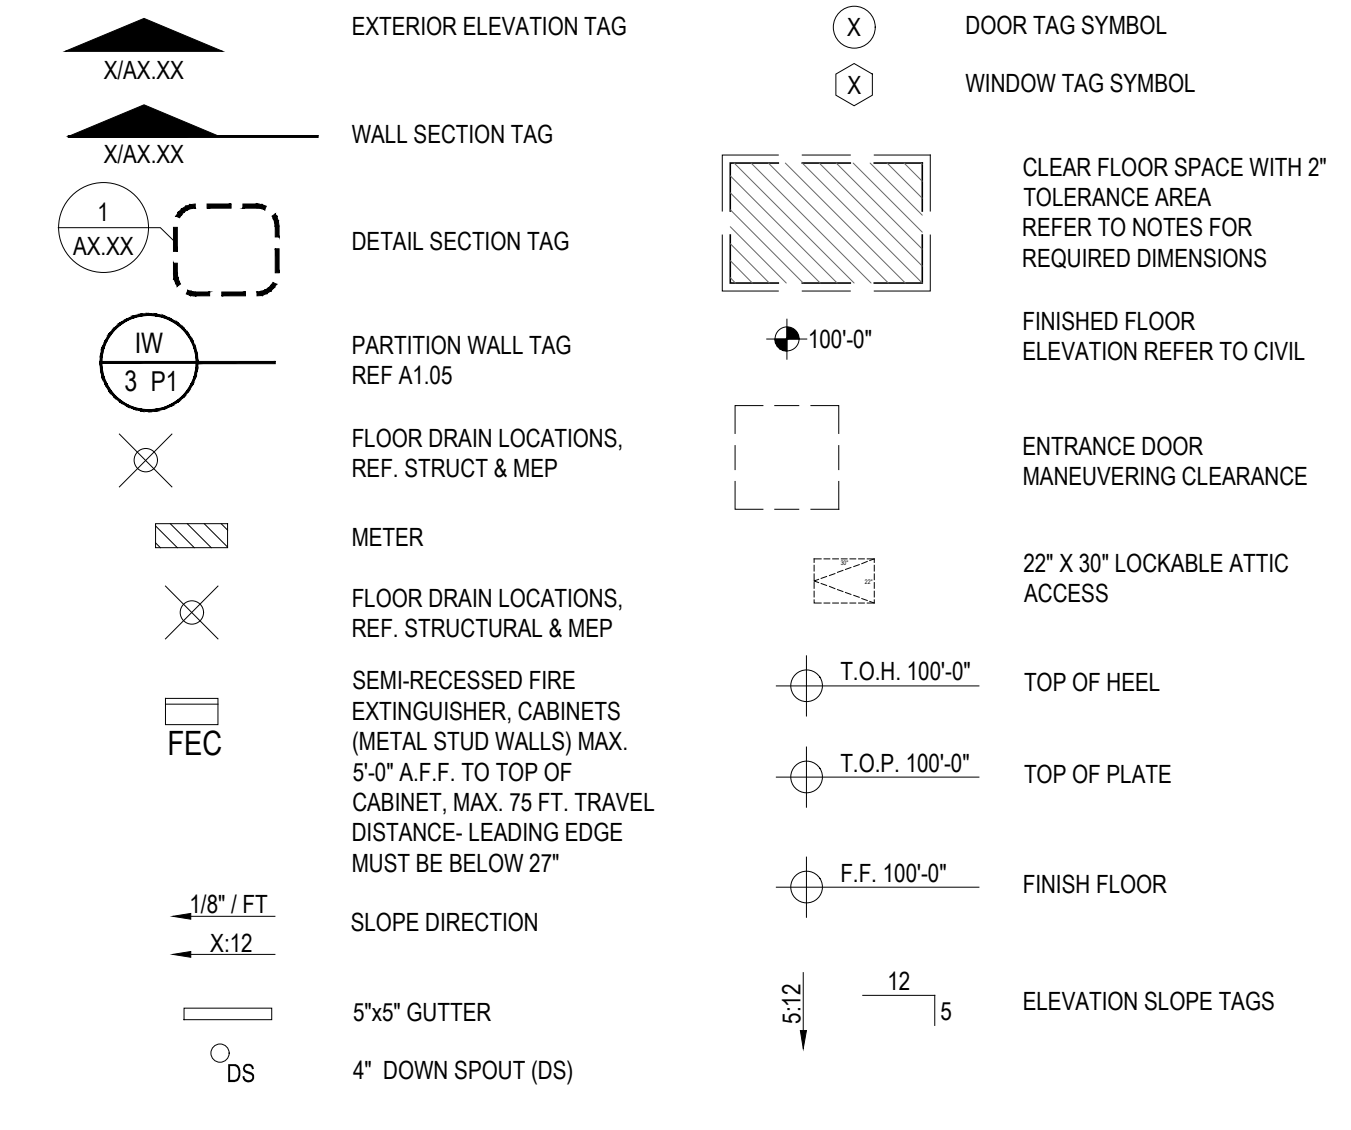 EXTERIOR ELEVATION TAG
X/AX.XX
WALL SECTION TAG
X/AX.XX
1
AX.XX
DETAIL SECTION TAG
IW
3 P1
PARTITION WALL TAG
REF A1.05
FLOOR DRAIN LOCATIONS,
REF. STRUCT & MEP
METER
FLOOR DRAIN LOCATIONS,
REF. STRUCTURAL & MEP
FEC
SEMI-RECESSED FIRE
EXTINGUISHER, CABINETS
(METAL STUD WALLS) MAX.
5'-0" A.F.F. TO TOP OF
CABINET, MAX. 75 FT. TRAVEL
DISTANCE- LEADING EDGE
MUST BE BELOW 27"
1/8" / FT
X:12
SLOPE DIRECTION
5"x5" GUTTER
DS
4" DOWN SPOUT (DS)
X
DOOR TAG SYMBOL
X
WINDOW TAG SYMBOL
CLEAR FLOOR SPACE WITH 2"
TOLERANCE AREA
REFER TO NOTES FOR
REQUIRED DIMENSIONS
100'-0"
FINISHED FLOOR
ELEVATION REFER TO CIVIL
ENTRANCE DOOR
MANEUVERING CLEARANCE
30"
22"
22" X 30" LOCKABLE ATTIC
ACCESS
T.O.H. 100'-0"
TOP OF HEEL
T.O.P. 100'-0"
TOP OF PLATE
F.F. 100'-0"
FINISH FLOOR
5:12
12
5
ELEVATION SLOPE TAGS